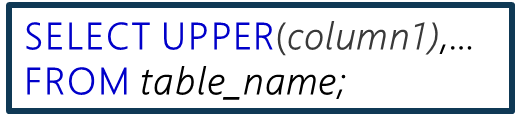 SELECT UPPER(column1),...
FROM table_name;